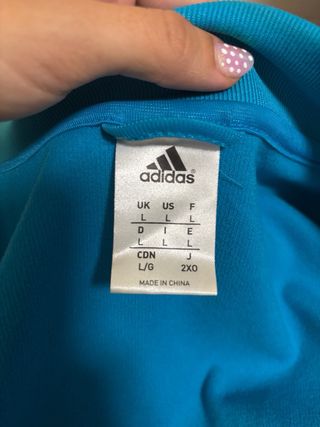 adidas®
UK US F
L L L
D I E
L L L
CDN J
L/G 2XO
MADE IN CHINA